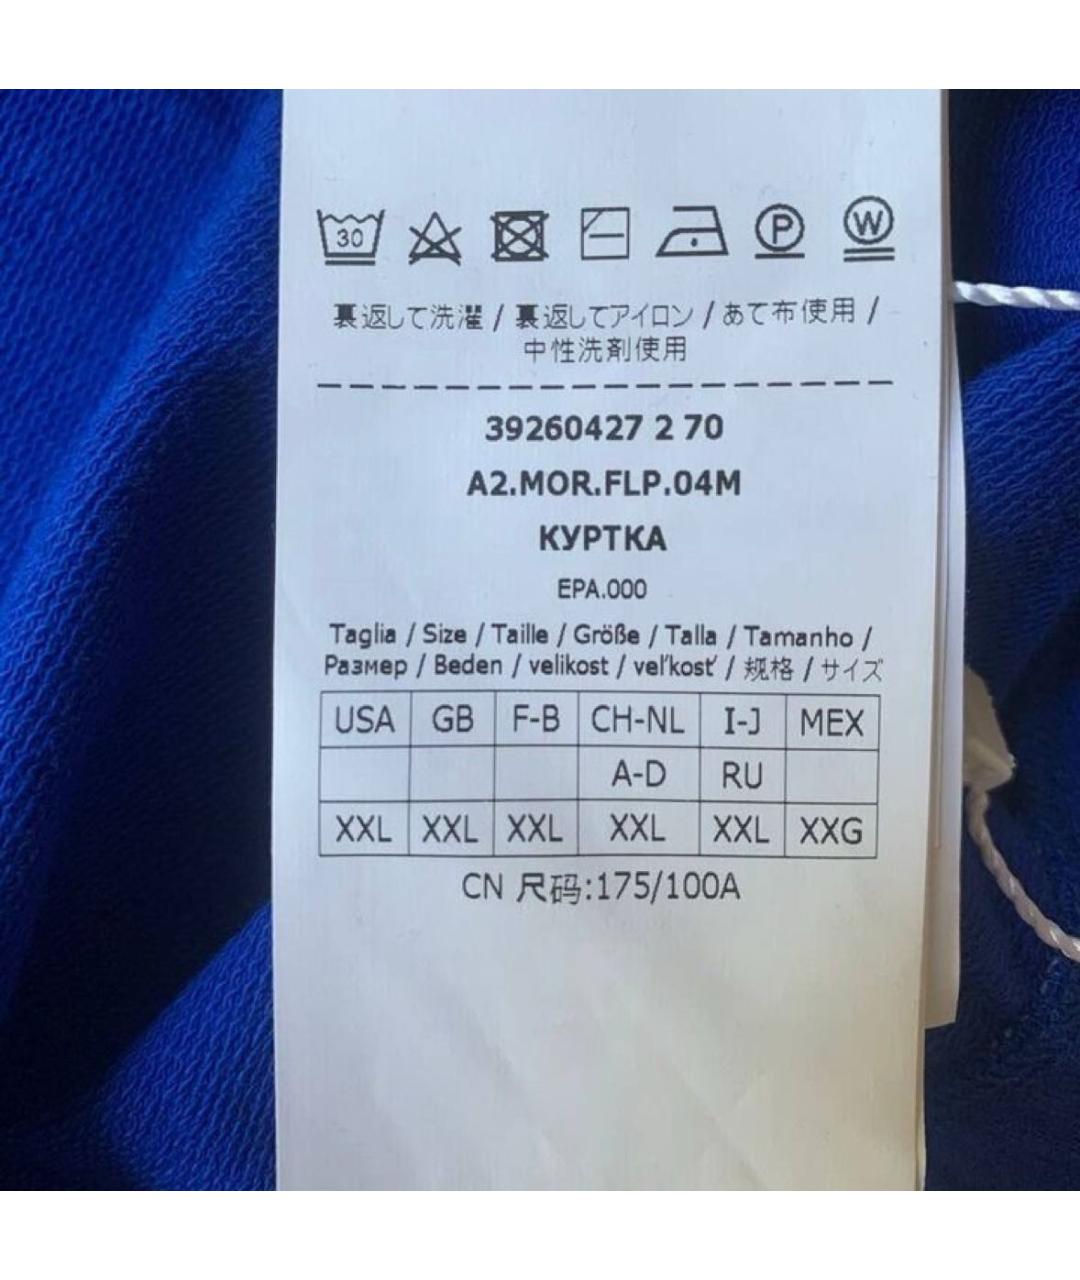 30 P W
裏返して洗濯 / 裏返してアイロン / あて布使用 /
中性洗剤使用
39260427 2 70
A2.MOR.FLP.04M
КУРТКА
EPA.000
Taglia / Size / Taille / Größe / Talla / Tamanho /
Размер / Beden / velikost / veľkosť / 规格 / サイズ
USA GB F-B CH-NL I-J MEX
A-D RU
XXL XXL XXL XXL XXL XXG
CN 尺码:175/100A